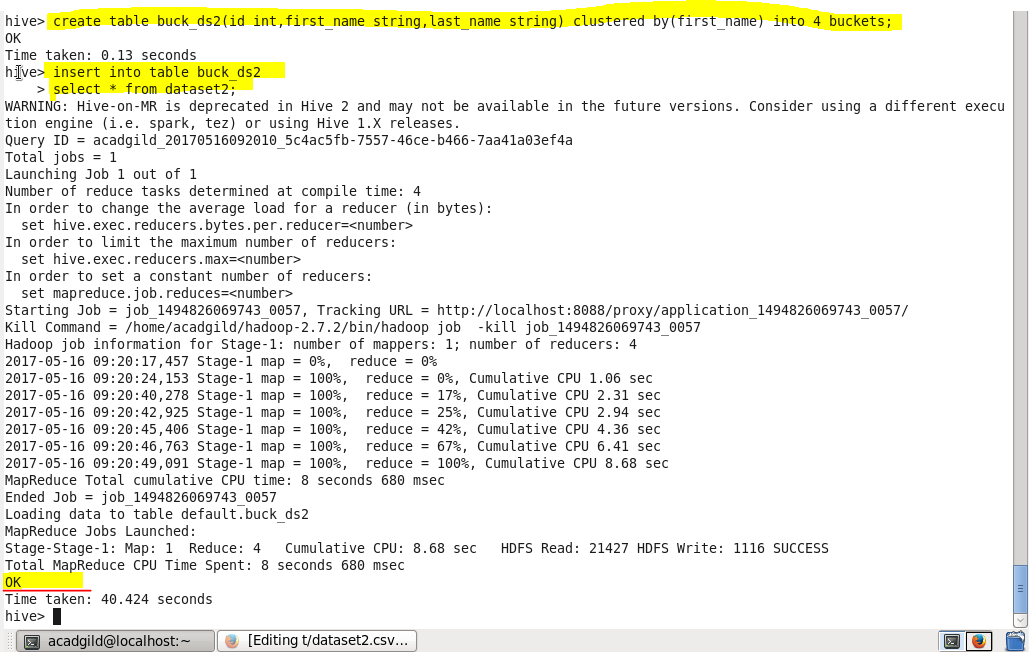 hive> create table buck_ds2(id int,first_name string,last_name string) clustered by(first_name) into 4 buckets;
OK
Time taken: 0.13 seconds
hive> insert into table buck_ds2
    > select * from dataset2;
WARNING: Hive-on-MR is deprecated in Hive 2 and may not be available in the future versions. Consider using a different execu
tion engine (i.e. spark, tez) or using Hive 1.X releases.
Query ID = acadgild_20170516092010_5c4ac5fb-7557-46ce-b466-7aa41a03ef4a
Total jobs = 1
Launching Job 1 out of 1
Number of reduce tasks determined at compile time: 4
In order to change the average load for a reducer (in bytes):
  set hive.exec.reducers.bytes.per.reducer=<number>
In order to limit the maximum number of reducers:
  set hive.exec.reducers.max=<number>
In order to set a constant number of reducers:
  set mapreduce.job.reduces=<number>
Starting Job = job_1494826069743_0057, Tracking URL = http://localhost:8088/proxy/application_1494826069743_0057/
Kill Command = /home/acadgild/hadoop-2.7.2/bin/hadoop job  -kill job_1494826069743_0057
Hadoop job information for Stage-1: number of mappers: 1; number of reducers: 4
2017-05-16 09:20:17,457 Stage-1 map = 0%,  reduce = 0%
2017-05-16 09:20:24,153 Stage-1 map = 100%,  reduce = 0%, Cumulative CPU 1.06 sec
2017-05-16 09:20:40,278 Stage-1 map = 100%,  reduce = 17%, Cumulative CPU 2.31 sec
2017-05-16 09:20:42,925 Stage-1 map = 100%,  reduce = 25%, Cumulative CPU 2.94 sec
2017-05-16 09:20:45,406 Stage-1 map = 100%,  reduce = 42%, Cumulative CPU 4.36 sec
2017-05-16 09:20:46,763 Stage-1 map = 100%,  reduce = 67%, Cumulative CPU 6.41 sec
2017-05-16 09:20:49,091 Stage-1 map = 100%,  reduce = 100%, Cumulative CPU 8.68 sec
MapReduce Total cumulative CPU time: 8 seconds 680 msec
Ended Job = job_1494826069743_0057
Loading data to table default.buck_ds2
MapReduce Jobs Launched:
Stage-Stage-1: Map: 1  Reduce: 4   Cumulative CPU: 8.68 sec   HDFS Read: 21427 HDFS Write: 1116 SUCCESS
Total MapReduce CPU Time Spent: 8 seconds 680 msec
OK
Time taken: 40.424 seconds
hive>
acadgild@localhost:~ [Editing t/dataset2.csv...